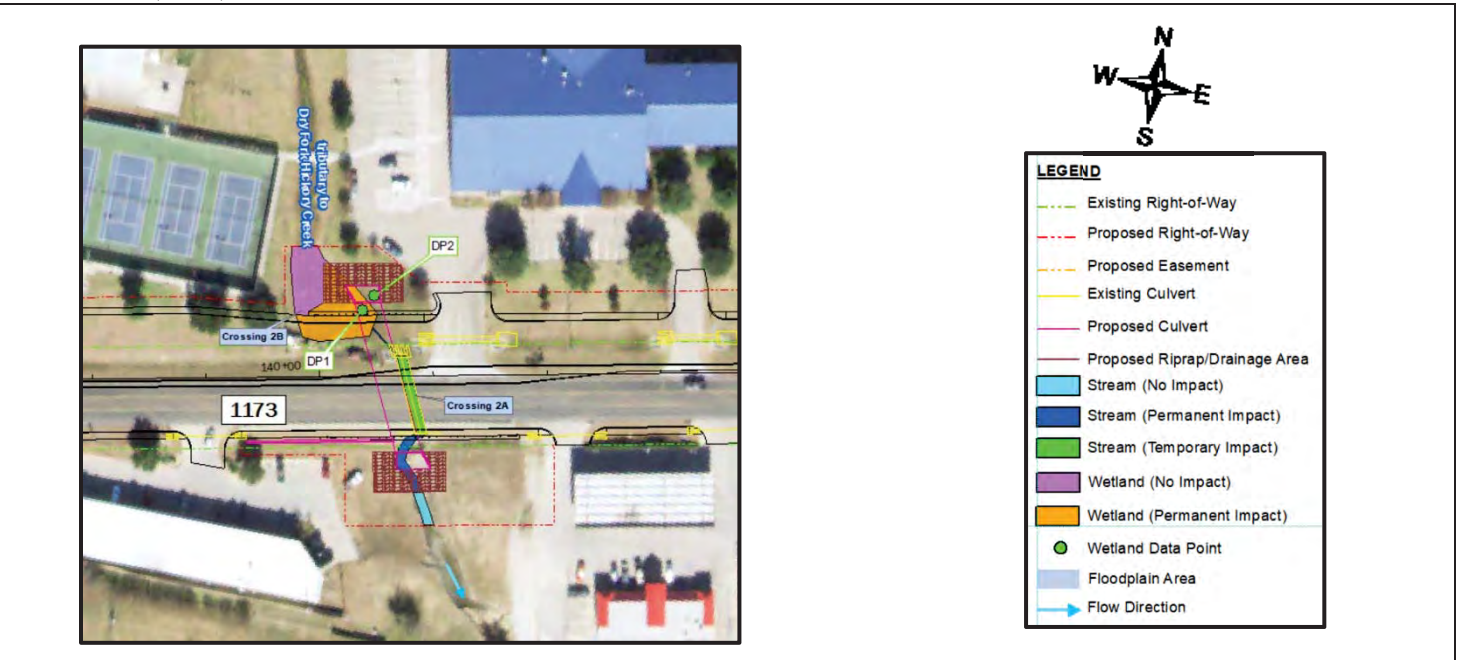 tributary to
Dry Fork Hickory Creek
DP2
Crossing 2B
DP1
140+00
1173
Crossing 2A
N
W
E
S
LEGEND
Existing Right-of-Way
Proposed Right-of-Way
Proposed Easement
Existing Culvert
Proposed Culvert
Proposed Riprap/Drainage Area
Stream (No Impact)
Stream (Permanent Impact)
Stream (Temporary Impact)
Wetland (No Impact)
Wetland (Permanent Impact)
Wetland Data Point
Floodplain Area
Flow Direction